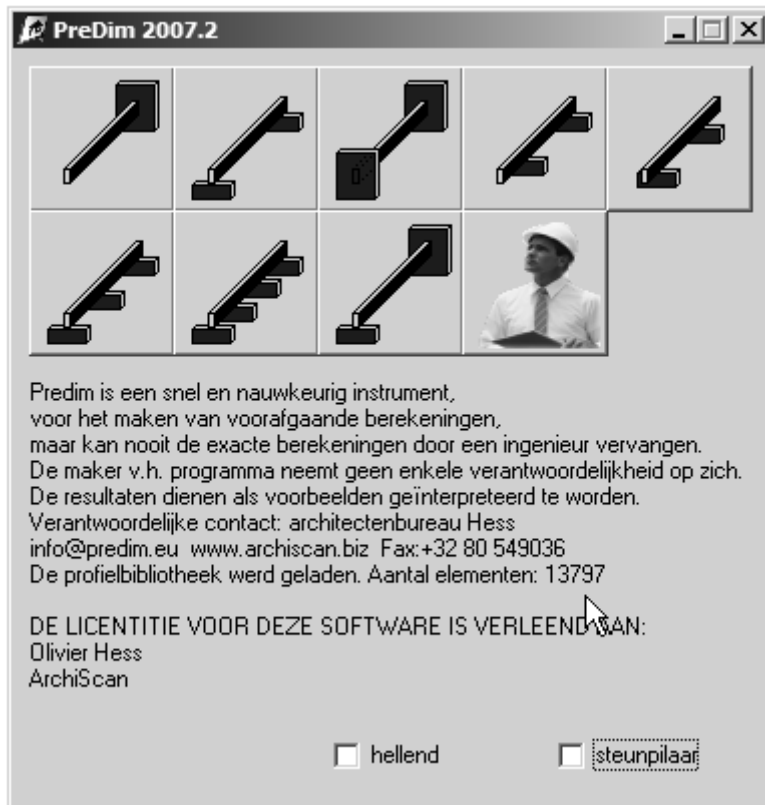 PreDim 2007.2
Predim is een snel en nauwkeurig instrument,
voor het maken van voorafgaande berekeningen,
maar kan nooit de exacte berekeningen door een ingenieur vervangen.
De maker v.h. programma neemt geen enkele verantwoordelijkheid op zich.
De resultaten dienen als voorbeelden geïnterpreteerd te worden.
Verantwoordelijke contact: architectenbureau Hess
info@predim.eu www.archiscan.biz Fax:+32 80 549036
De profielbibliotheek werd geladen. Aantal elementen: 13797
DE LICENTITIE VOOR DEZE SOFTWARE IS VERLEEND AAN:
Olivier Hess
ArchiScan
hellend steunpilaar